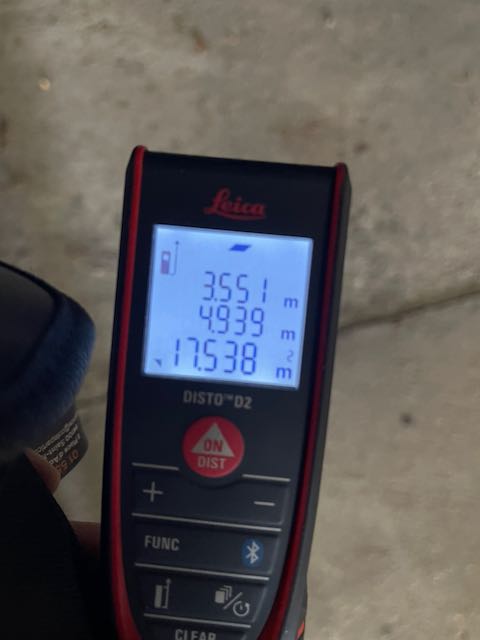 Leica
3.551 m
4.939 m
17.538 m²
DISTO™ D2
ON
DIST
+ −
FUNC
CLEAR